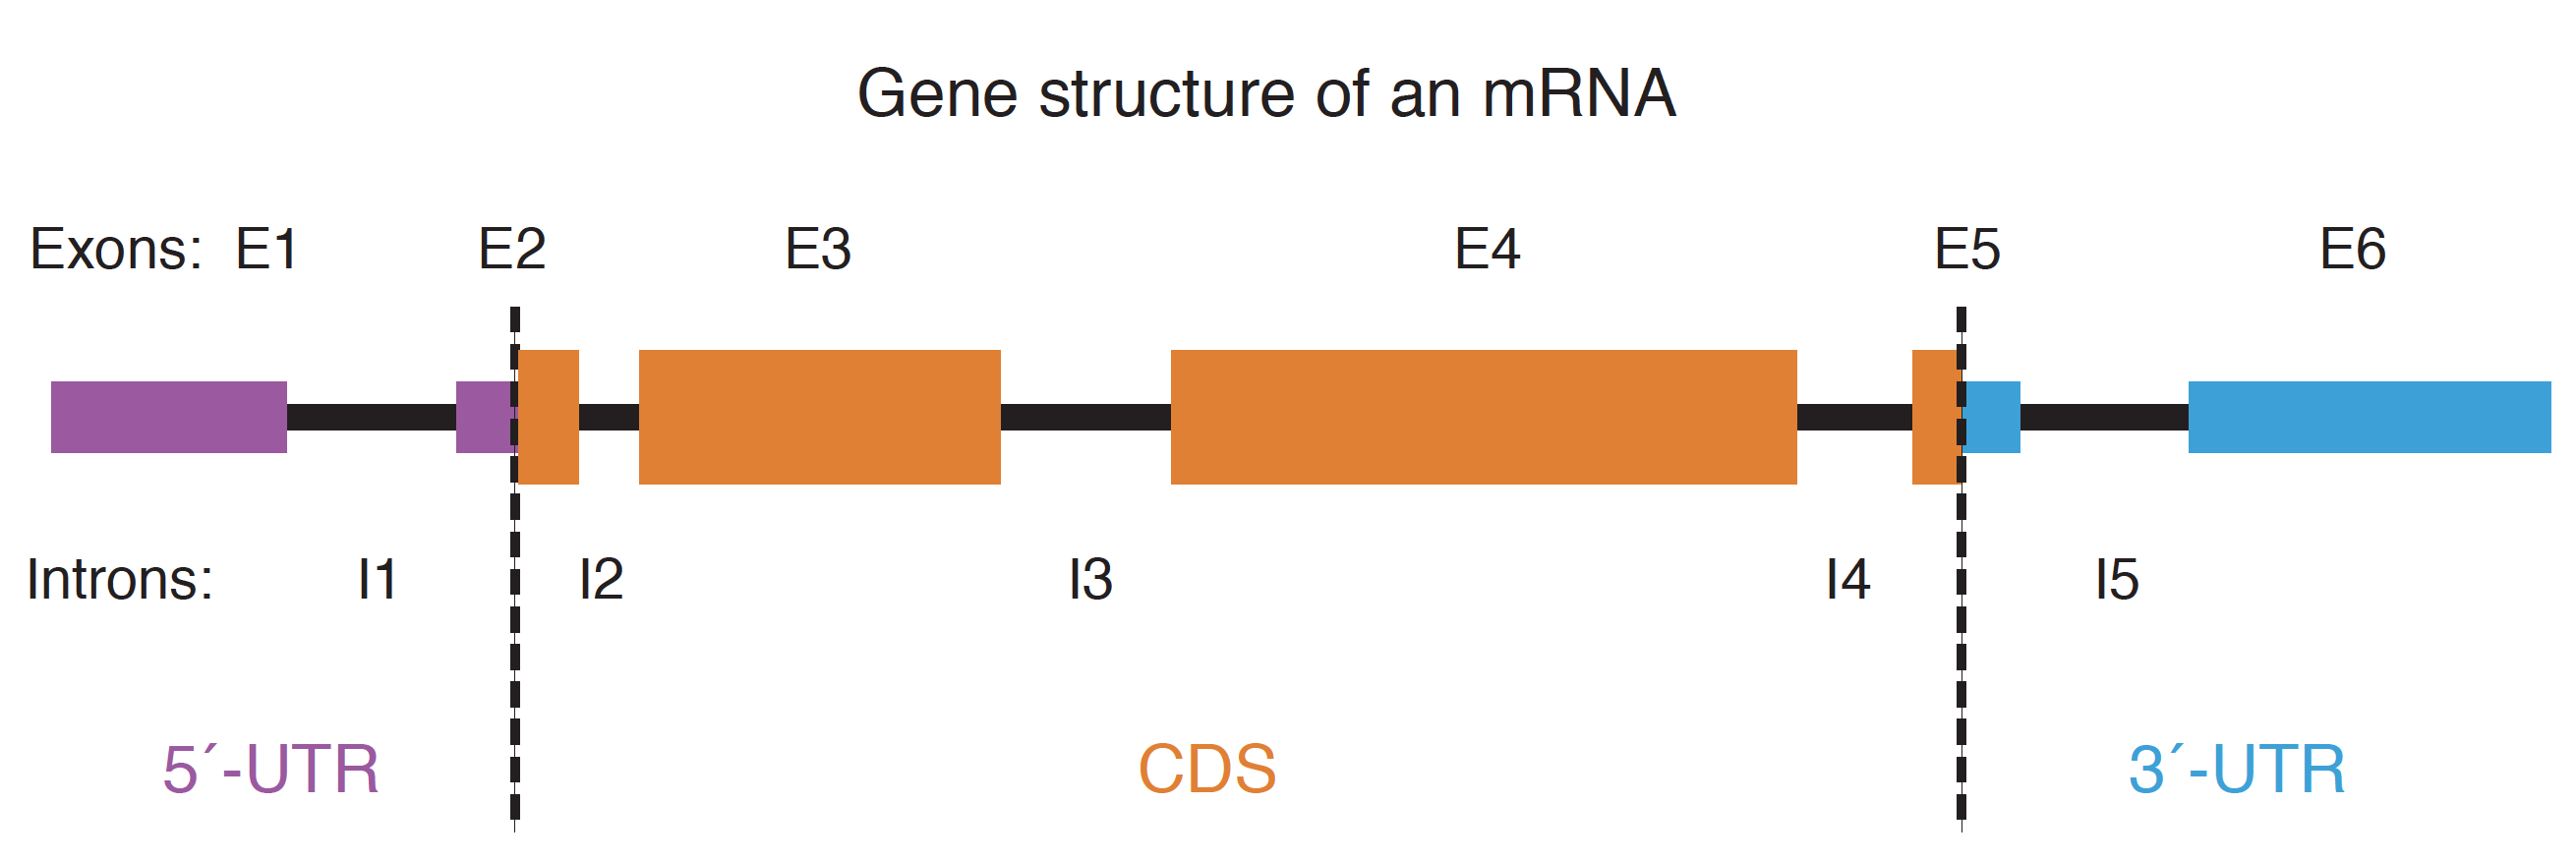 Gene structure of an mRNA
Exons: E1 E2 E3 E4 E5 E6
Introns: I1 I2 I3 I4 I5
5´-UTR CDS 3´-UTR